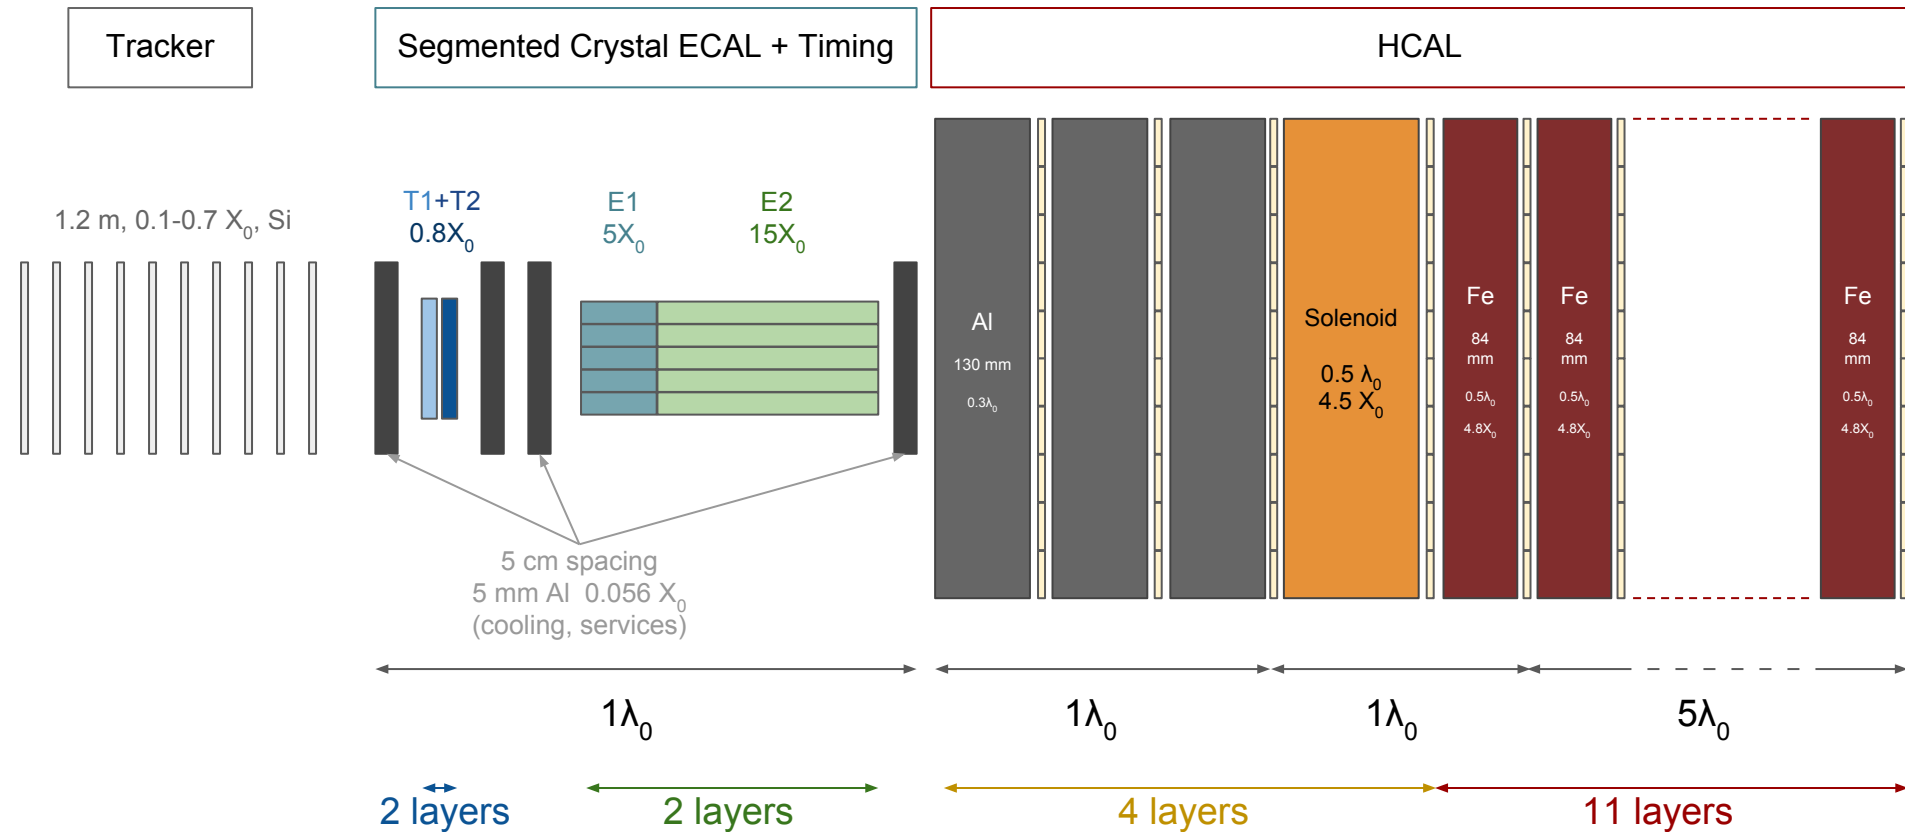 Tracker
Segmented Crystal ECAL + Timing
HCAL
1.2 m, 0.1-0.7 X₀, Si
T1+T2
0.8X₀
E1
5X₀
E2
15X₀
5 cm spacing
5 mm Al 0.056 X₀
(cooling, services)
Al
130 mm
0.3λ₀
Solenoid
0.5 λ₀
4.5 X₀
Fe
84
mm
0.5λ₀
4.8X₀
Fe
84
mm
0.5λ₀
4.8X₀
Fe
84
mm
0.5λ₀
4.8X₀
1λ₀
1λ₀
1λ₀
5λ₀
2 layers
2 layers
4 layers
11 layers